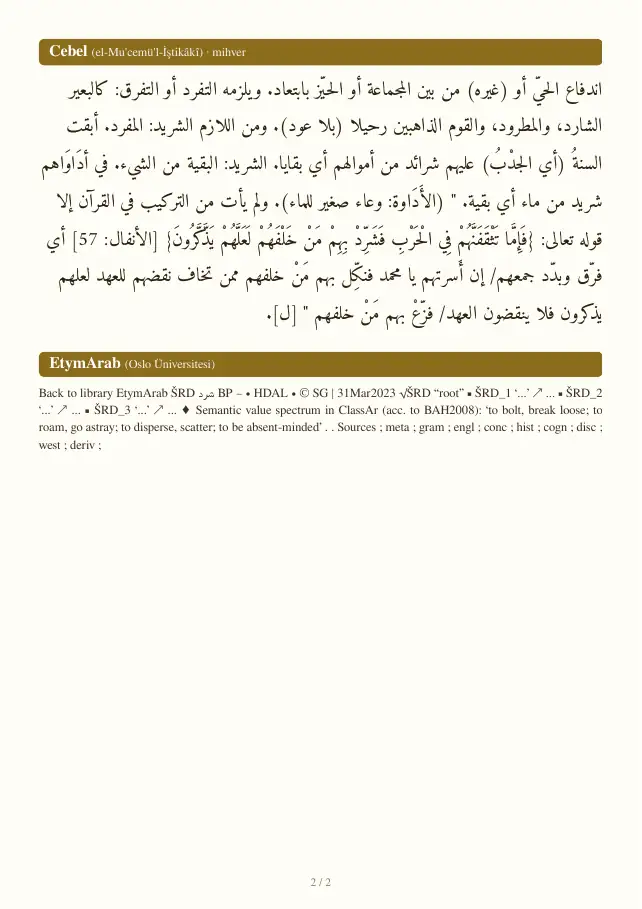 Cebel (el-Mu'cemü'l-İştikâkî) · mihver
اندفاع الحيّ أو (غيره) من بين الجماعة أو الحيّز بابتعاد. ويلزمه التفرد أو التفرق: كالبعير
الشارد، والمطرود، والقوم الذاهبين رحيلا (بلا عود). ومن اللازم الشريد: المفرد. أبقت
السنةُ (أي الجدْبُ) عليهم شرائد من أموالهم أي بقايا. الشريد: البقية من الشيء. في أدَاوَاهم
شريد من ماء أي بقية. " (الأَدَاوة: وعاء صغير للماء). ولم يأت من التركيب في القرآن إلا
قوله تعالى: {فَإِمَّا تَثْقَفَنَّهُمْ فِي الْحَرْبِ فَشَرِّدْ بِهِمْ مَنْ خَلْفَهُمْ لَعَلَّهُمْ يَذَّكَّرُونَ} [الأنفال: 57] أي
فرّق وبدّد جمعهم/ إن أسرتهم يا محمد فنكِّل بهم مَنْ خلفهم ممن تخاف نقضهم للعهد لعلهم
يذكرون فلا ينقضون العهد/ فزّعْ بهم مَنْ خلفهم " [ل].
EtymArab (Oslo Üniversitesi)
Back to library EtymArab ŠRD شرد BP – • HDAL • © SG | 31Mar2023 √ŠRD “root” ▪ ŠRD_1 ‘...’ ↗ ... ▪ ŠRD_2
‘...’ ↗ ... ▪ ŠRD_3 ‘...’ ↗ ... ♦ Semantic value spectrum in ClassAr (acc. to BAH2008): ‘to bolt, break loose; to
roam, go astray; to disperse, scatter; to be absent-minded’ . . Sources ; meta ; gram ; engl ; conc ; hist ; cogn ; disc ;
west ; deriv ;
2 / 2